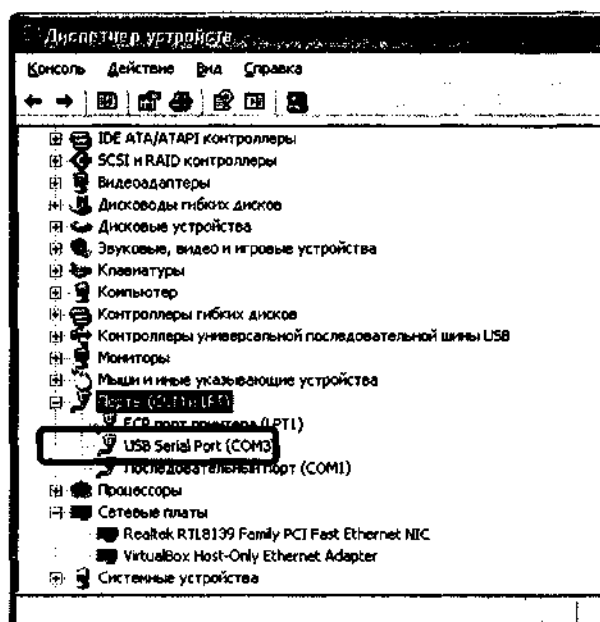 Диспетчер устройств
Консоль Действие Вид Справка
IDE ATA/ATAPI контроллеры
SCSI и RAID контроллеры
Видеоадаптеры
Дисководы гибких дисков
Дисковые устройства
Звуковые, видео и игровые устройства
Клавиатуры
Компьютер
Контроллеры гибких дисков
Контроллеры универсальной последовательной шины USB
Мониторы
Мыши и иные указывающие устройства
Порты (COM и LPT)
ECP порт принтера (LPT1)
USB Serial Port (COM3
Последовательный порт (COM1)
Процессоры
Сетевые платы
Realtek RTL8139 Family PCI Fast Ethernet NIC
VirtualBox Host-Only Ethernet Adapter
Системные устройства